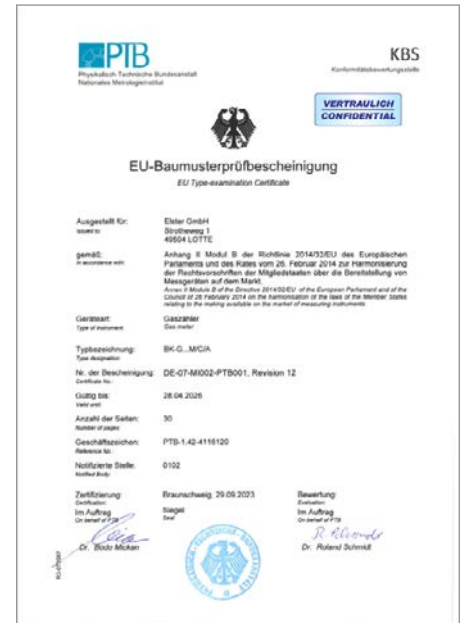 PTB
Physikalisch Technische Bundesanstalt
Nationales Metrologieinstitut
KBS
Konformitätsbewertungsstelle
VERTRAULICH
CONFIDENTIAL
EU-Baumusterprüfbescheinigung
EU Type-examination Certificate
Ausgestellt für:
Issued to:
Elster GmbH
Strotheweg 1
49504 LOTTE
gemäß:
In accordance with:
Anhang II Modul B der Richtlinie 2014/32/EU des Europäischen
Parlaments und des Rates vom 26. Februar 2014 zur Harmonisierung
der Rechtsvorschriften der Mitgliedstaaten über die Bereitstellung von
Messgeräten auf dem Markt.
Annex II Module B of the Directive 2014/32/EU of the European Parliament and of the
Council of 26 February 2014 on the harmonisation of the laws of the Member States
relating to the making available on the market of measuring instruments
Geräteart:
Type of instrument:
Gaszähler
Gas meter
Typbezeichnung:
Type designation:
BK-G...M/C/A
Nr. der Bescheinigung:
Certificate No.:
DE-07-MI002-PTB001, Revision 12
Gültig bis:
Valid until:
28.04.2026
Anzahl der Seiten:
Number of pages:
30
Geschäftszeichen:
Reference No.:
PTB-1.42-4116120
Notifizierte Stelle:
Notified Body:
0102
Zertifizierung:
Certification:
Im Auftrag
On behalf of PTB
Braunschweig, 29.09.2023
Siegel
Seal
Bewertung:
Evaluation:
Im Auftrag
On behalf of PTB
Dr. Bodo Mickan
Dr. Roland Schmidt